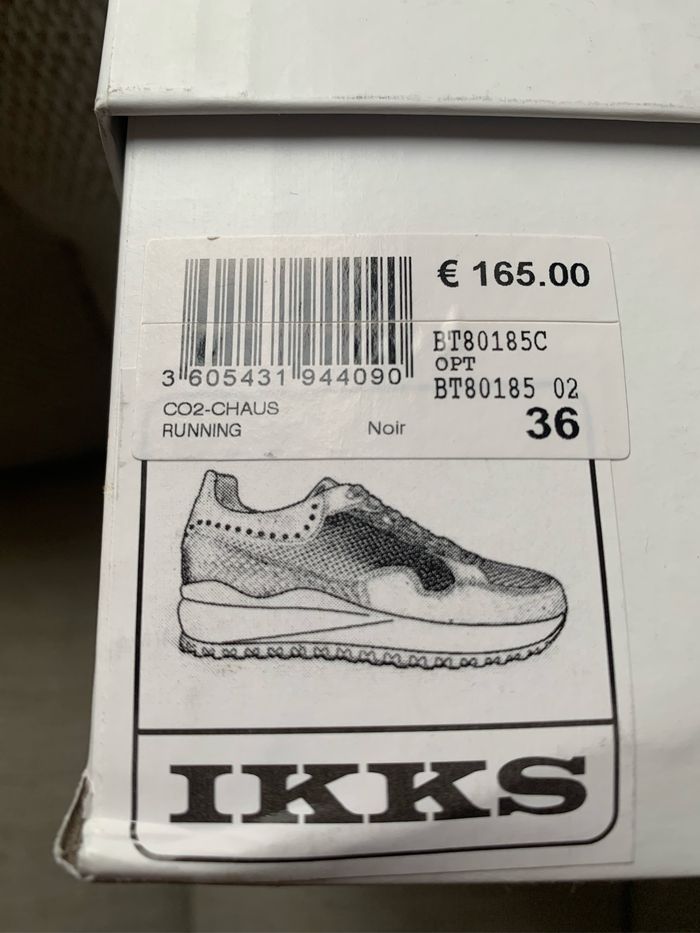 € 165.00
3 605431 944090
BT80185C
OPT
BT80185 02
36
CO2-CHAUS
RUNNING Noir
IKKS